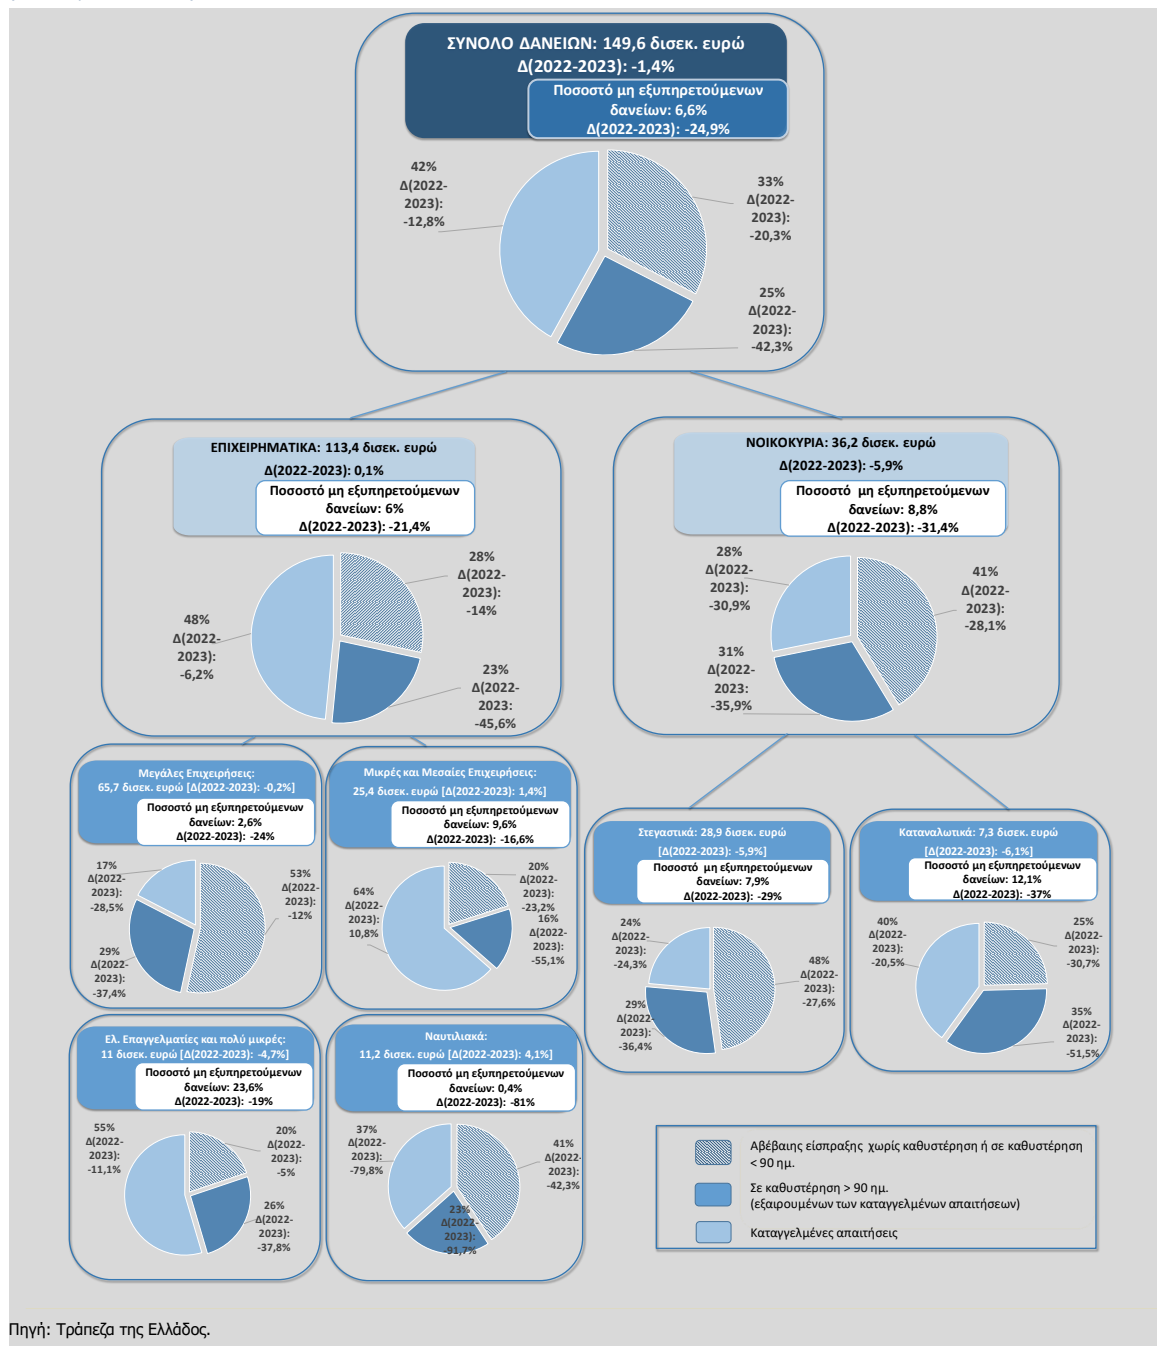 ΣΥΝΟΛΟ ΔΑΝΕΙΩΝ: 149,6 δισεκ. ευρώ
Δ(2022-2023): -1,4%
Ποσοστό μη εξυπηρετούμενων
δανείων: 6,6%
Δ(2022-2023): -24,9%
42%
Δ(2022-
2023):
-12,8%
33%
Δ(2022-
2023):
-20,3%
25%
Δ(2022-
2023):
-42,3%
ΕΠΙΧΕΙΡΗΜΑΤΙΚΑ: 113,4 δισεκ. ευρώ
Δ(2022-2023): 0,1%
Ποσοστό μη εξυπηρετούμενων
δανείων: 6%
Δ(2022-2023): -21,4%
28%
Δ(2022-
2023):
-14%
48%
Δ(2022-
2023):
-6,2%
23%
Δ(2022-
2023:
-45,6%
ΝΟΙΚΟΚΥΡΙΑ: 36,2 δισεκ. ευρώ
Δ(2022-2023): -5,9%
Ποσοστό μη εξυπηρετούμενων
δανείων: 8,8%
Δ(2022-2023): -31,4%
28%
Δ(2022-
2023):
-30,9%
41%
Δ(2022-
2023):
-28,1%
31%
Δ(2022-
2023:
-35,9%
Μεγάλες Επιχειρήσεις:
65,7 δισεκ. ευρώ [Δ(2022-2023): -0,2%]
Ποσοστό μη εξυπηρετούμενων
δανείων: 2,6%
Δ(2022-2023): -24%
17%
Δ(2022-
2023):
-28,5%
53%
Δ(2022-
2023):
-12%
29%
Δ(2022-
2023):
-37,4%
Μικρές και Μεσαίες Επιχειρήσεις:
25,4 δισεκ. ευρώ [Δ(2022-2023): 1,4%]
Ποσοστό μη εξυπηρετούμενων
δανείων: 9,6%
Δ(2022-2023): -16,6%
64%
Δ(2022-
2023):
10,8%
20%
Δ(2022-
2023):
-23,2%
16%
Δ(2022-
2023):
-55,1%
Στεγαστικά: 28,9 δισεκ. ευρώ
[Δ(2022-2023): -5,9%]
Ποσοστό μη εξυπηρετούμενων
δανείων: 7,9%
Δ(2022-2023): -29%
24%
Δ(2022-
2023):
-24,3%
48%
Δ(2022-
2023):
-27,6%
29%
Δ(2022-
2023):
-36,4%
Καταναλωτικά: 7,3 δισεκ. ευρώ
[Δ(2022-2023): -6,1%]
Ποσοστό μη εξυπηρετούμενων
δανείων: 12,1%
Δ(2022-2023): -37%
40%
Δ(2022-
2023):
-20,5%
25%
Δ(2022-
2023):
-30,7%
35%
Δ(2022-
2023):
-51,5%
Ελ. Επαγγελματίες και πολύ μικρές:
11 δισεκ. ευρώ [Δ(2022-2023): -4,7%]
Ποσοστό μη εξυπηρετούμενων
δανείων: 23,6%
Δ(2022-2023): -19%
55%
Δ(2022-
2023):
-11,1%
20%
Δ(2022-
2023):
-5%
26%
Δ(2022-
2023):
-37,8%
Ναυτιλιακά:
11,2 δισεκ. ευρώ [Δ(2022-2023): 4,1%]
Ποσοστό μη εξυπηρετούμενων
δανείων: 0,4%
Δ(2022-2023): -81%
37%
Δ(2022-
2023):
-79,8%
41%
Δ(2022-
2023):
-42,3%
23%
Δ(2022-
2023):
-91,7%
Αβέβαιης είσπραξης χωρίς καθυστέρηση ή σε καθυστέρηση
< 90 ημ.
Σε καθυστέρηση > 90 ημ.
(εξαιρουμένων των καταγγελμένων απαιτήσεων)
Καταγγελμένες απαιτήσεις
Πηγή: Τράπεζα της Ελλάδος.